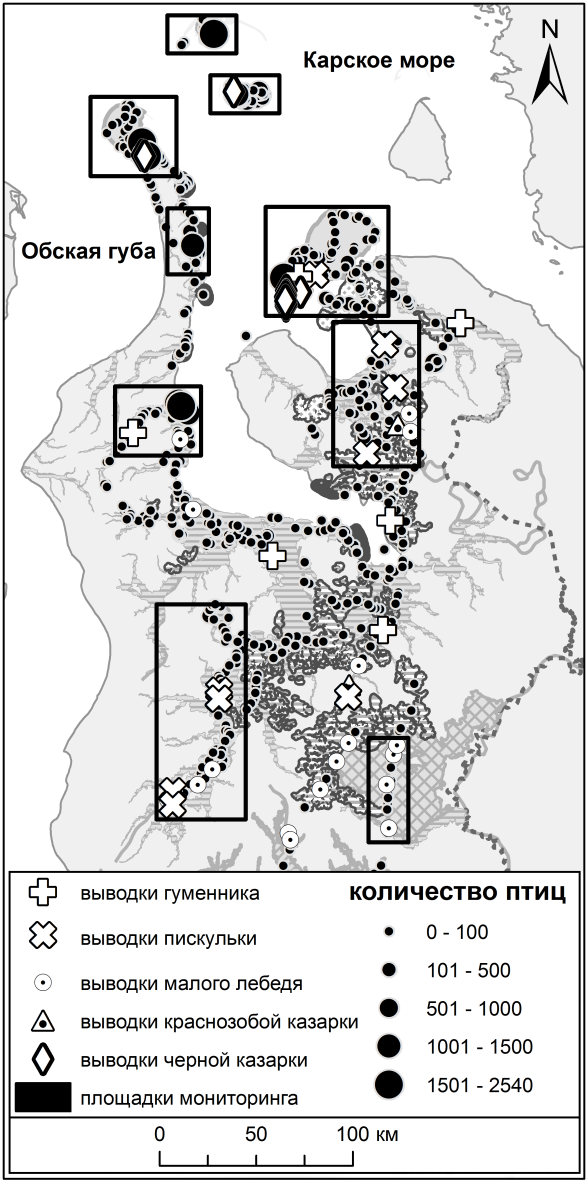 Карское море
N
Обская губа
выводки гуменника
выводки пискульки
выводки малого лебедя
выводки краснозобой казарки
выводки черной казарки
площадки мониторинга
количество птиц
0 - 100
101 - 500
501 - 1000
1001 - 1500
1501 - 2540
0 50 100 км